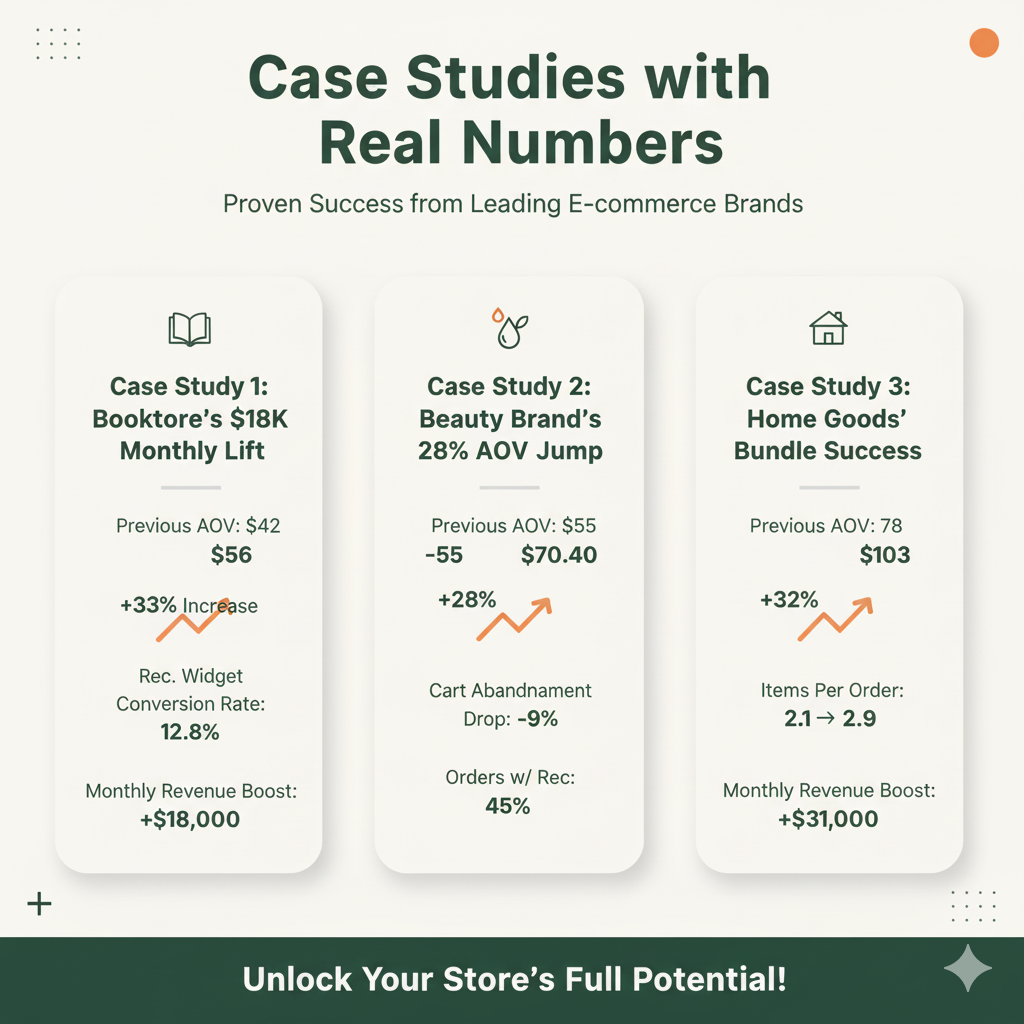 Case Studies with
Real Numbers
Proven Success from Leading E-commerce Brands
Case Study 1:
Booktore's $18K
Monthly Lift
Previous AOV: $42
$56
+33% Increase
Rec. Widget
Conversion Rate:
12.8%
Monthly Revenue Boost:
+$18,000
Case Study 2:
Beauty Brand's
28% AOV Jump
Previous AOV: $55
-55 $70.40
+28%
Cart Abandnament
Drop: -9%
Orders w/ Rec:
45%
Case Study 3:
Home Goods'
Bundle Success
Previous AOV: 78
$103
+32%
Items Per Order:
2.1 → 2.9
Monthly Revenue Boost:
+$31,000
Unlock Your Store's Full Potential!